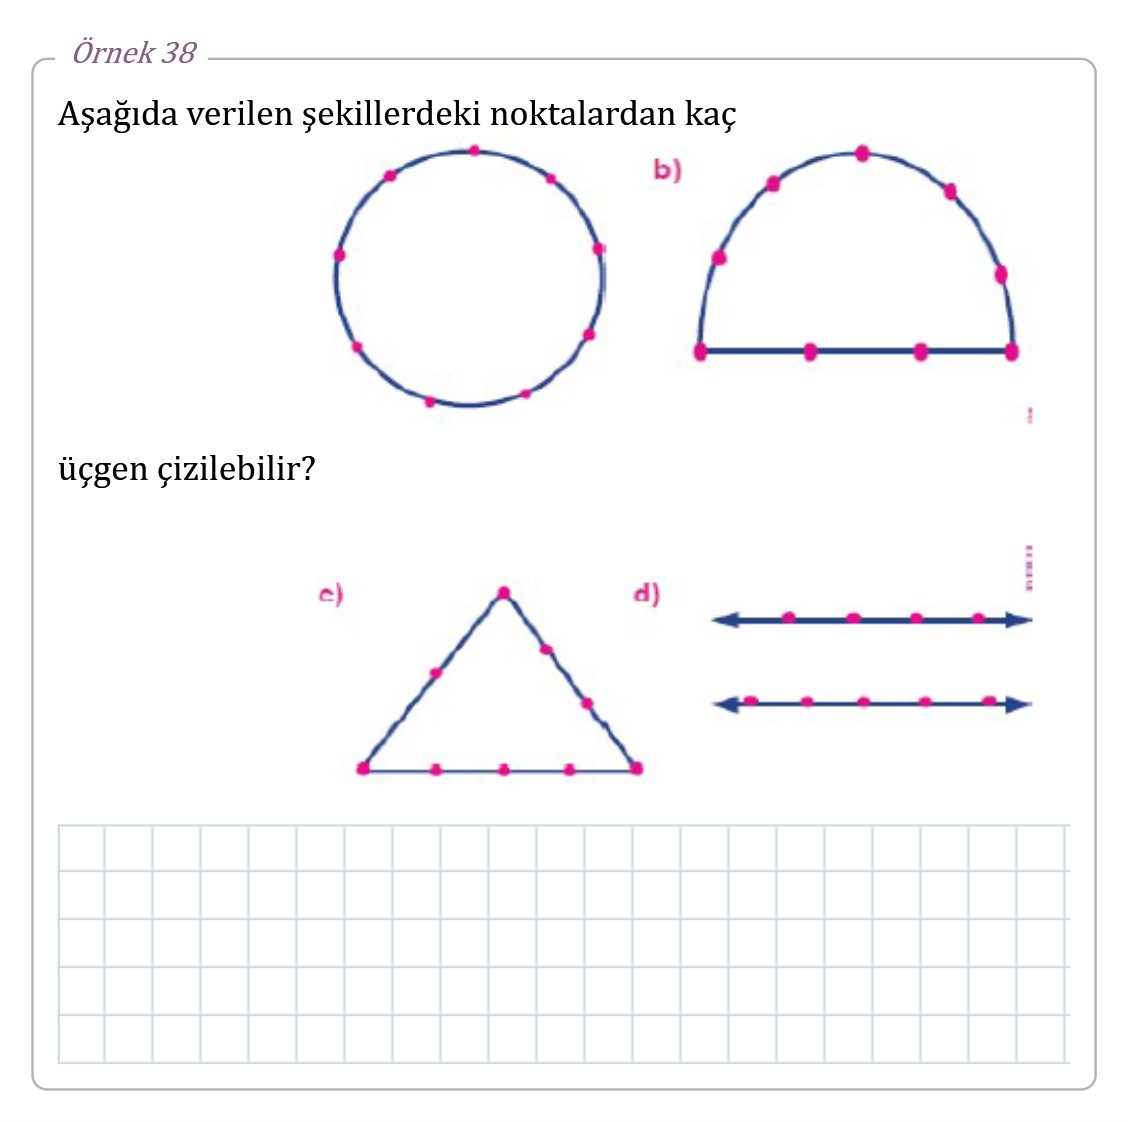 Örnek 38
Aşağıda verilen şekillerdeki noktalardan kaç
b)
üçgen çizilebilir?
c) d)